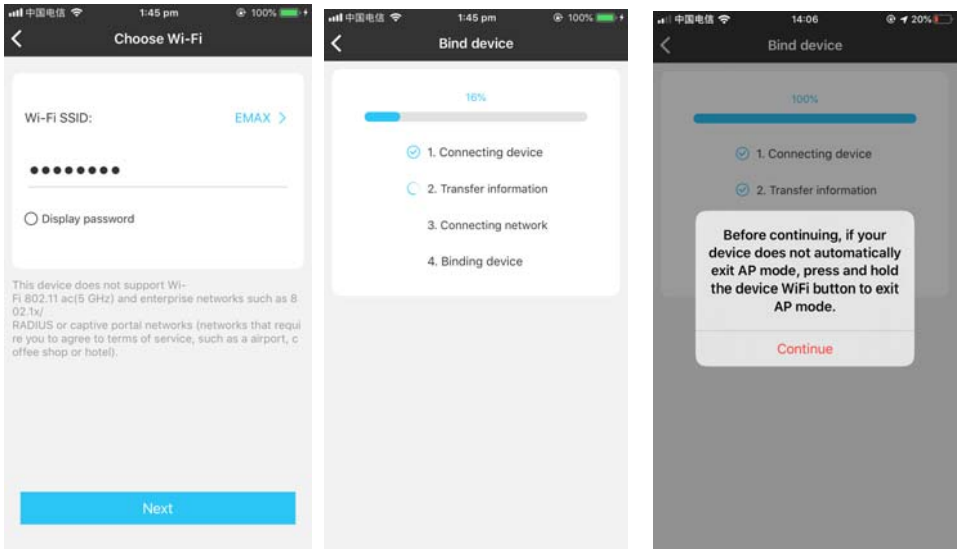 中国电信 1:45 pm 100%
Choose Wi-Fi
Wi-Fi SSID: EMAX
Display password
This device does not support Wi-
Fi 802.11 ac(5 GHz) and enterprise networks such as 8
02.1x/
RADIUS or captive portal networks (networks that requi
re you to agree to terms of service, such as a airport, c
offee shop or hotel).
Next
中国电信 1:45 pm 100%
Bind device
16%
1. Connecting device
2. Transfer information
3. Connecting network
4. Binding device
中国电信 14:06 20%
Bind device
100%
1. Connecting device
2. Transfer information
Before continuing, if your
device does not automatically
exit AP mode, press and hold
the device WiFi button to exit
AP mode.
Continue